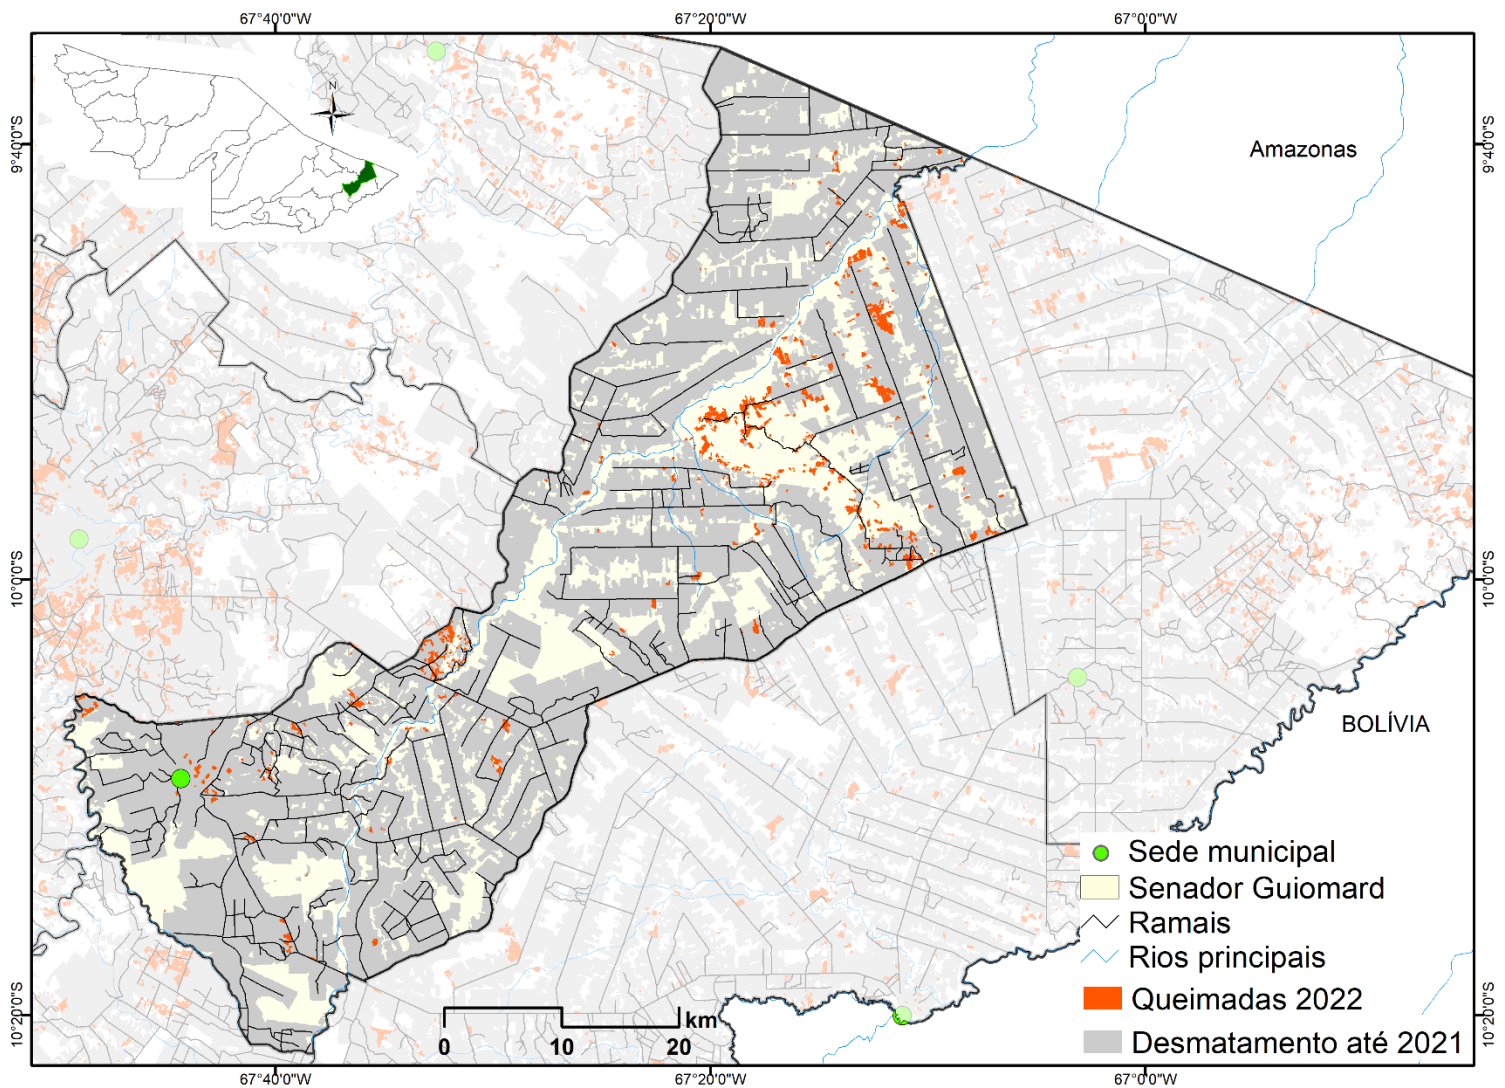 67°40'0"W 67°20'0"W 67°0'0"W
N
9°40'0"S 9°40'0"S
Amazonas
10°0'0"S 10°0'0"S
BOLÍVIA
Sede municipal
Senador Guiomard
Ramais
Rios principais
Queimadas 2022
Desmatamento até 2021
km
0 10 20
10°20'0"S 10°20'0"S
67°40'0"W 67°20'0"W 67°0'0"W